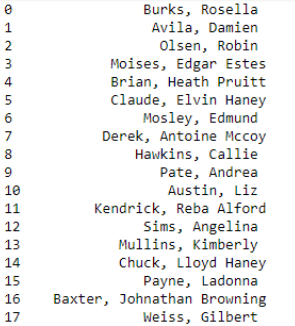 0 Burks, Rosella
1 Avila, Damien
2 Olsen, Robin
3 Moises, Edgar Estes
4 Brian, Heath Pruitt
5 Claude, Elvin Haney
6 Mosley, Edmund
7 Derek, Antoine Mccoy
8 Hawkins, Callie
9 Pate, Andrea
10 Austin, Liz
11 Kendrick, Reba Alford
12 Sims, Angelina
13 Mullins, Kimberly
14 Chuck, Lloyd Haney
15 Payne, Ladonna
16 Baxter, Johnathan Browning
17 Weiss, Gilbert